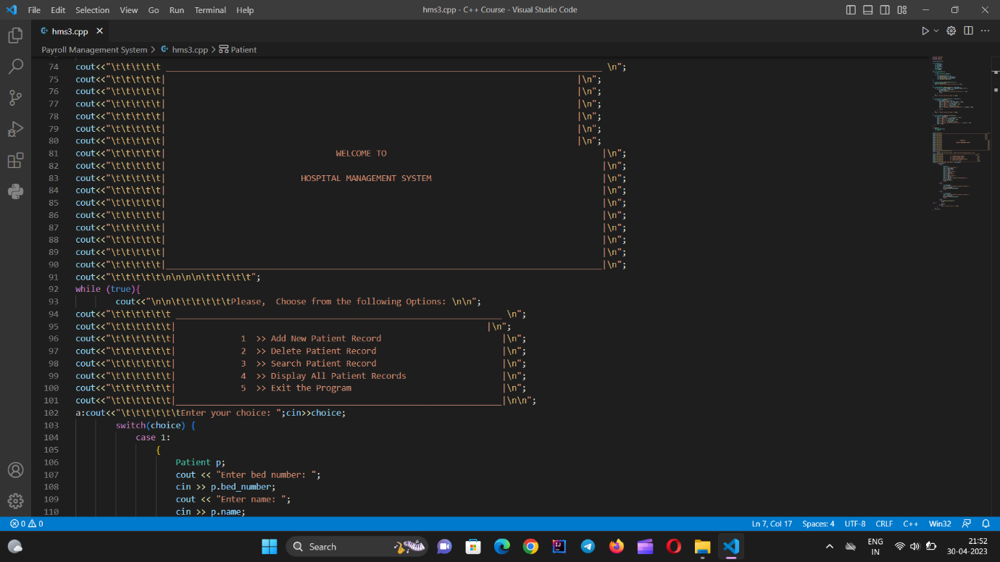 File Edit Selection View Go Run Terminal Help hms3.cpp - C++ Course - Visual Studio Code
hms3.cpp
Payroll Management System > hms3.cpp > Patient
74 cout<<"\t\t\t\t\t ______________________________________________________________________________________ \n";
75 cout<<"\t\t\t\t\t| |\n";
76 cout<<"\t\t\t\t\t| |\n";
77 cout<<"\t\t\t\t\t| |\n";
78 cout<<"\t\t\t\t\t| |\n";
79 cout<<"\t\t\t\t\t| |\n";
80 cout<<"\t\t\t\t\t| |\n";
81 cout<<"\t\t\t\t\t| WELCOME TO |\n";
82 cout<<"\t\t\t\t\t| |\n";
83 cout<<"\t\t\t\t\t| HOSPITAL MANAGEMENT SYSTEM |\n";
84 cout<<"\t\t\t\t\t| |\n";
85 cout<<"\t\t\t\t\t| |\n";
86 cout<<"\t\t\t\t\t| |\n";
87 cout<<"\t\t\t\t\t| |\n";
88 cout<<"\t\t\t\t\t| |\n";
89 cout<<"\t\t\t\t\t| |\n";
90 cout<<"\t\t\t\t\t|______________________________________________________________________________________|\n";
91 cout<<"\t\t\t\t\t\n\n\n\n\t\t\t\t\t";
92 while (true){
93 cout<<"\n\n\t\t\t\t\t\tPlease,  Choose from the following Options: \n\n";
94 cout<<"\t\t\t\t\t\t ________________________________________________________________ \n";
95 cout<<"\t\t\t\t\t\t| |\n";
96 cout<<"\t\t\t\t\t\t| 1  >> Add New Patient Record |\n";
97 cout<<"\t\t\t\t\t\t| 2  >> Delete Patient Record |\n";
98 cout<<"\t\t\t\t\t\t| 3  >> Search Patient Record |\n";
99 cout<<"\t\t\t\t\t\t| 4  >> Display All Patient Records |\n";
100 cout<<"\t\t\t\t\t\t| 5  >> Exit the Program |\n";
101 cout<<"\t\t\t\t\t\t|________________________________________________________________|\n\n";
102 a:cout<<"\t\t\t\t\t\tEnter your choice: ";cin>>choice;
103 switch(choice) {
104 case 1:
105 {
106 Patient p;
107 cout << "Enter bed number: ";
108 cin >> p.bed_number;
109 cout << "Enter name: ";
110 cin >> p.name;
0 0 Ln 7, Col 17 Spaces: 4 UTF-8 CRLF C++ Win32
Search ENG 21:52
IN 30-04-2023